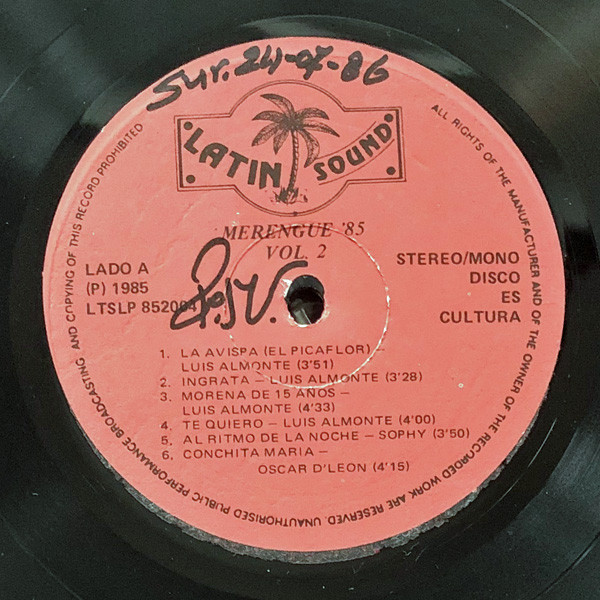 Sur. 24-07-86
LATIN SOUND
MERENGUE '85
VOL. 2
LADO A
(P) 1985
LTSLP 85208
STEREO/MONO
DISCO
ES
CULTURA
1. LA AVISPA (EL PICAFLOR) –
LUIS ALMONTE (3'51)
2. INGRATA – LUIS ALMONTE (3'28)
3. MORENA DE 15 AÑOS –
LUIS ALMONTE (4'33)
4. TE QUIERO – LUIS ALMONTE (4'00)
5. AL RITMO DE LA NOCHE – SOPHY (3'50)
6. CONCHITA MARIA –
OSCAR D'LEON (4'15)
ALL RIGHTS OF THE MANUFACTURER AND OF THE OWNER OF THE RECORDED WORK ARE RESERVED. UNAUTHORISED PUBLIC PERFORMANCE BROADCASTING AND COPYING OF THIS RECORD PROHIBITED